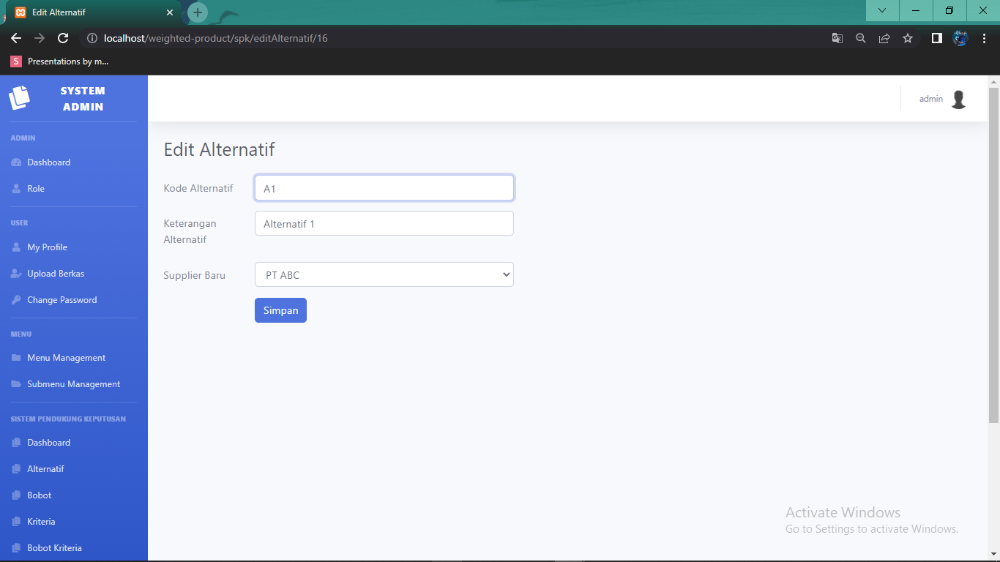 Edit Alternatif
localhost/weighted-product/spk/editAlternatif/16
S Presentations by m...
SYSTEM
ADMIN
admin
ADMIN
Dashboard
Role
USER
My Profile
Upload Berkas
Change Password
MENU
Menu Management
Submenu Management
SISTEM PENDUKUNG KEPUTUSAN
Dashboard
Alternatif
Bobot
Kriteria
Bobot Kriteria
Edit Alternatif
Kode Alternatif
A1
Keterangan
Alternatif
Alternatif 1
Supplier Baru
PT ABC
Simpan
Activate Windows
Go to Settings to activate Windows.